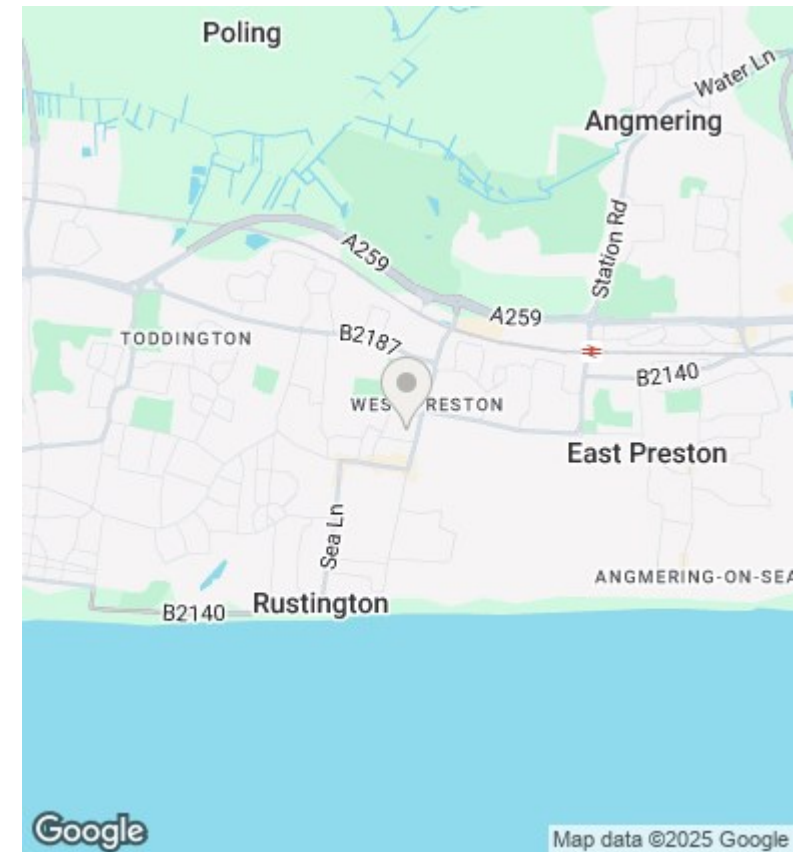 Poling
Water Ln
Angmering
Station Rd
A259
A259
TODDINGTON
B2187
B2140
WES RESTON
East Preston
Sea Ln
ANGMERING-ON-SEA
Rustington
B2140
Google
Map data ©2025 Google